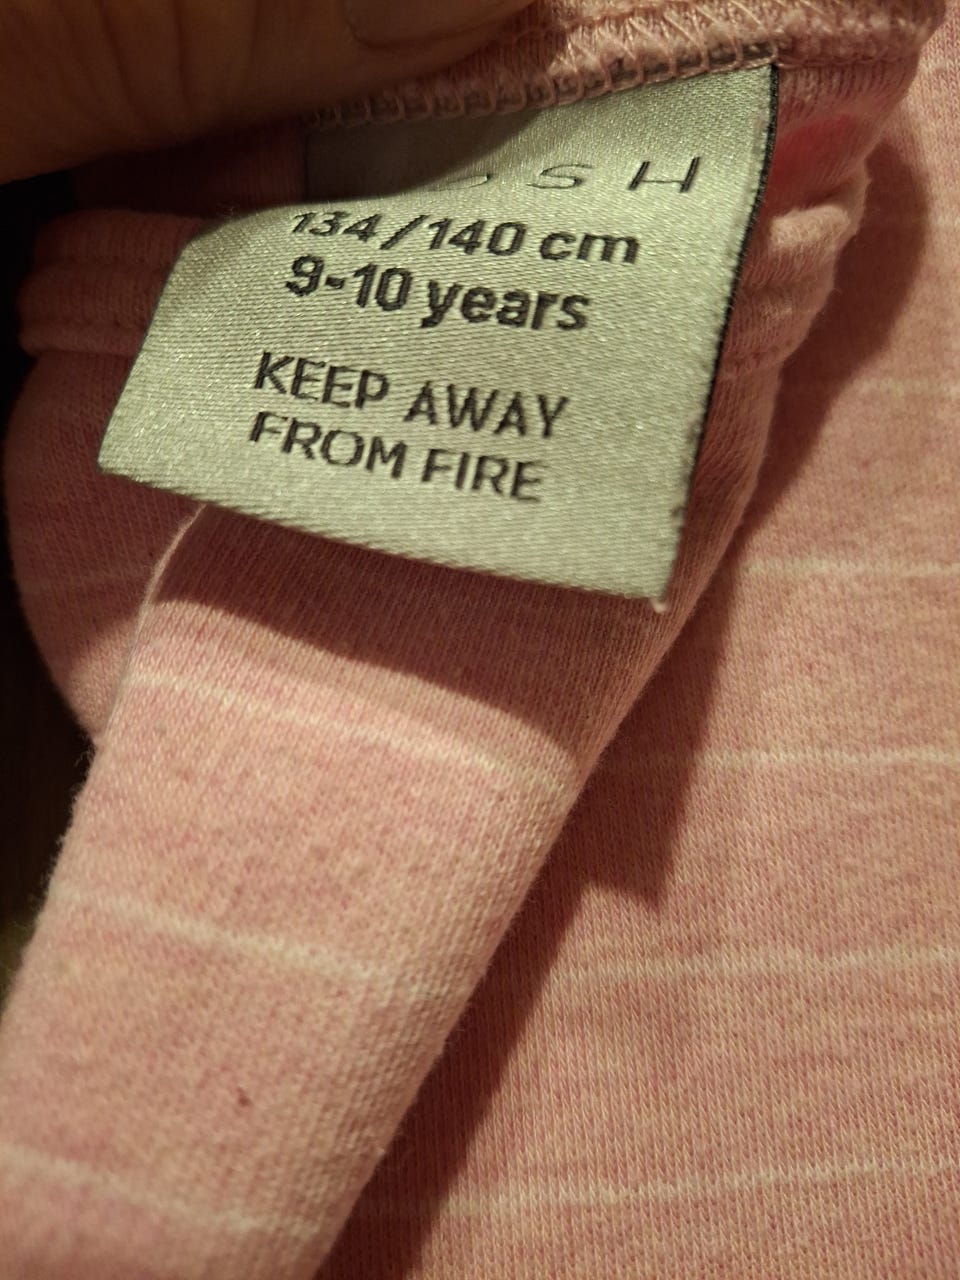 134/140 cm
9-10 years
KEEP AWAY
FROM FIRE